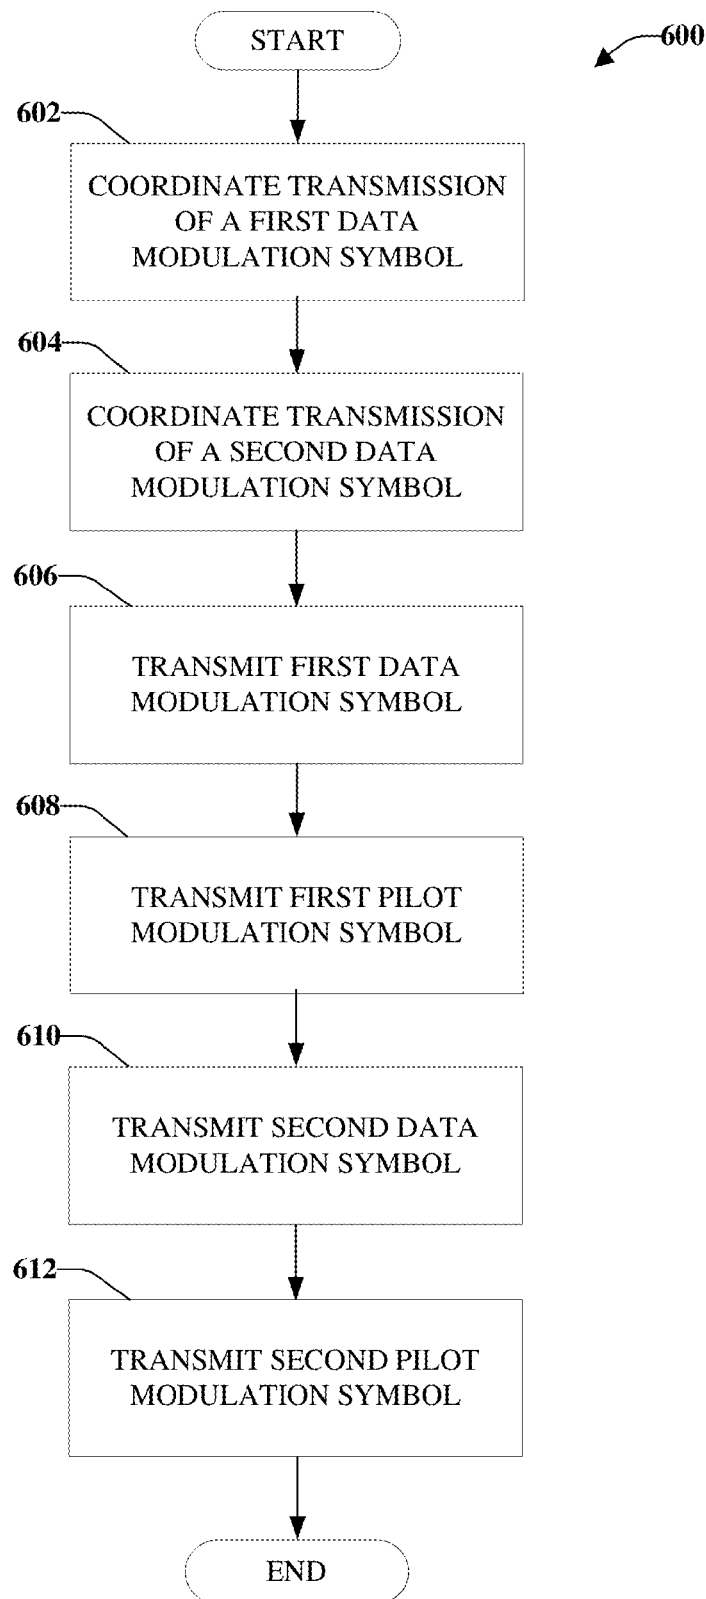 START
600
602
COORDINATE TRANSMISSION
OF A FIRST DATA
MODULATION SYMBOL
604
COORDINATE TRANSMISSION
OF A SECOND DATA
MODULATION SYMBOL
606
TRANSMIT FIRST DATA
MODULATION SYMBOL
608
TRANSMIT FIRST PILOT
MODULATION SYMBOL
610
TRANSMIT SECOND DATA
MODULATION SYMBOL
612
TRANSMIT SECOND PILOT
MODULATION SYMBOL
END